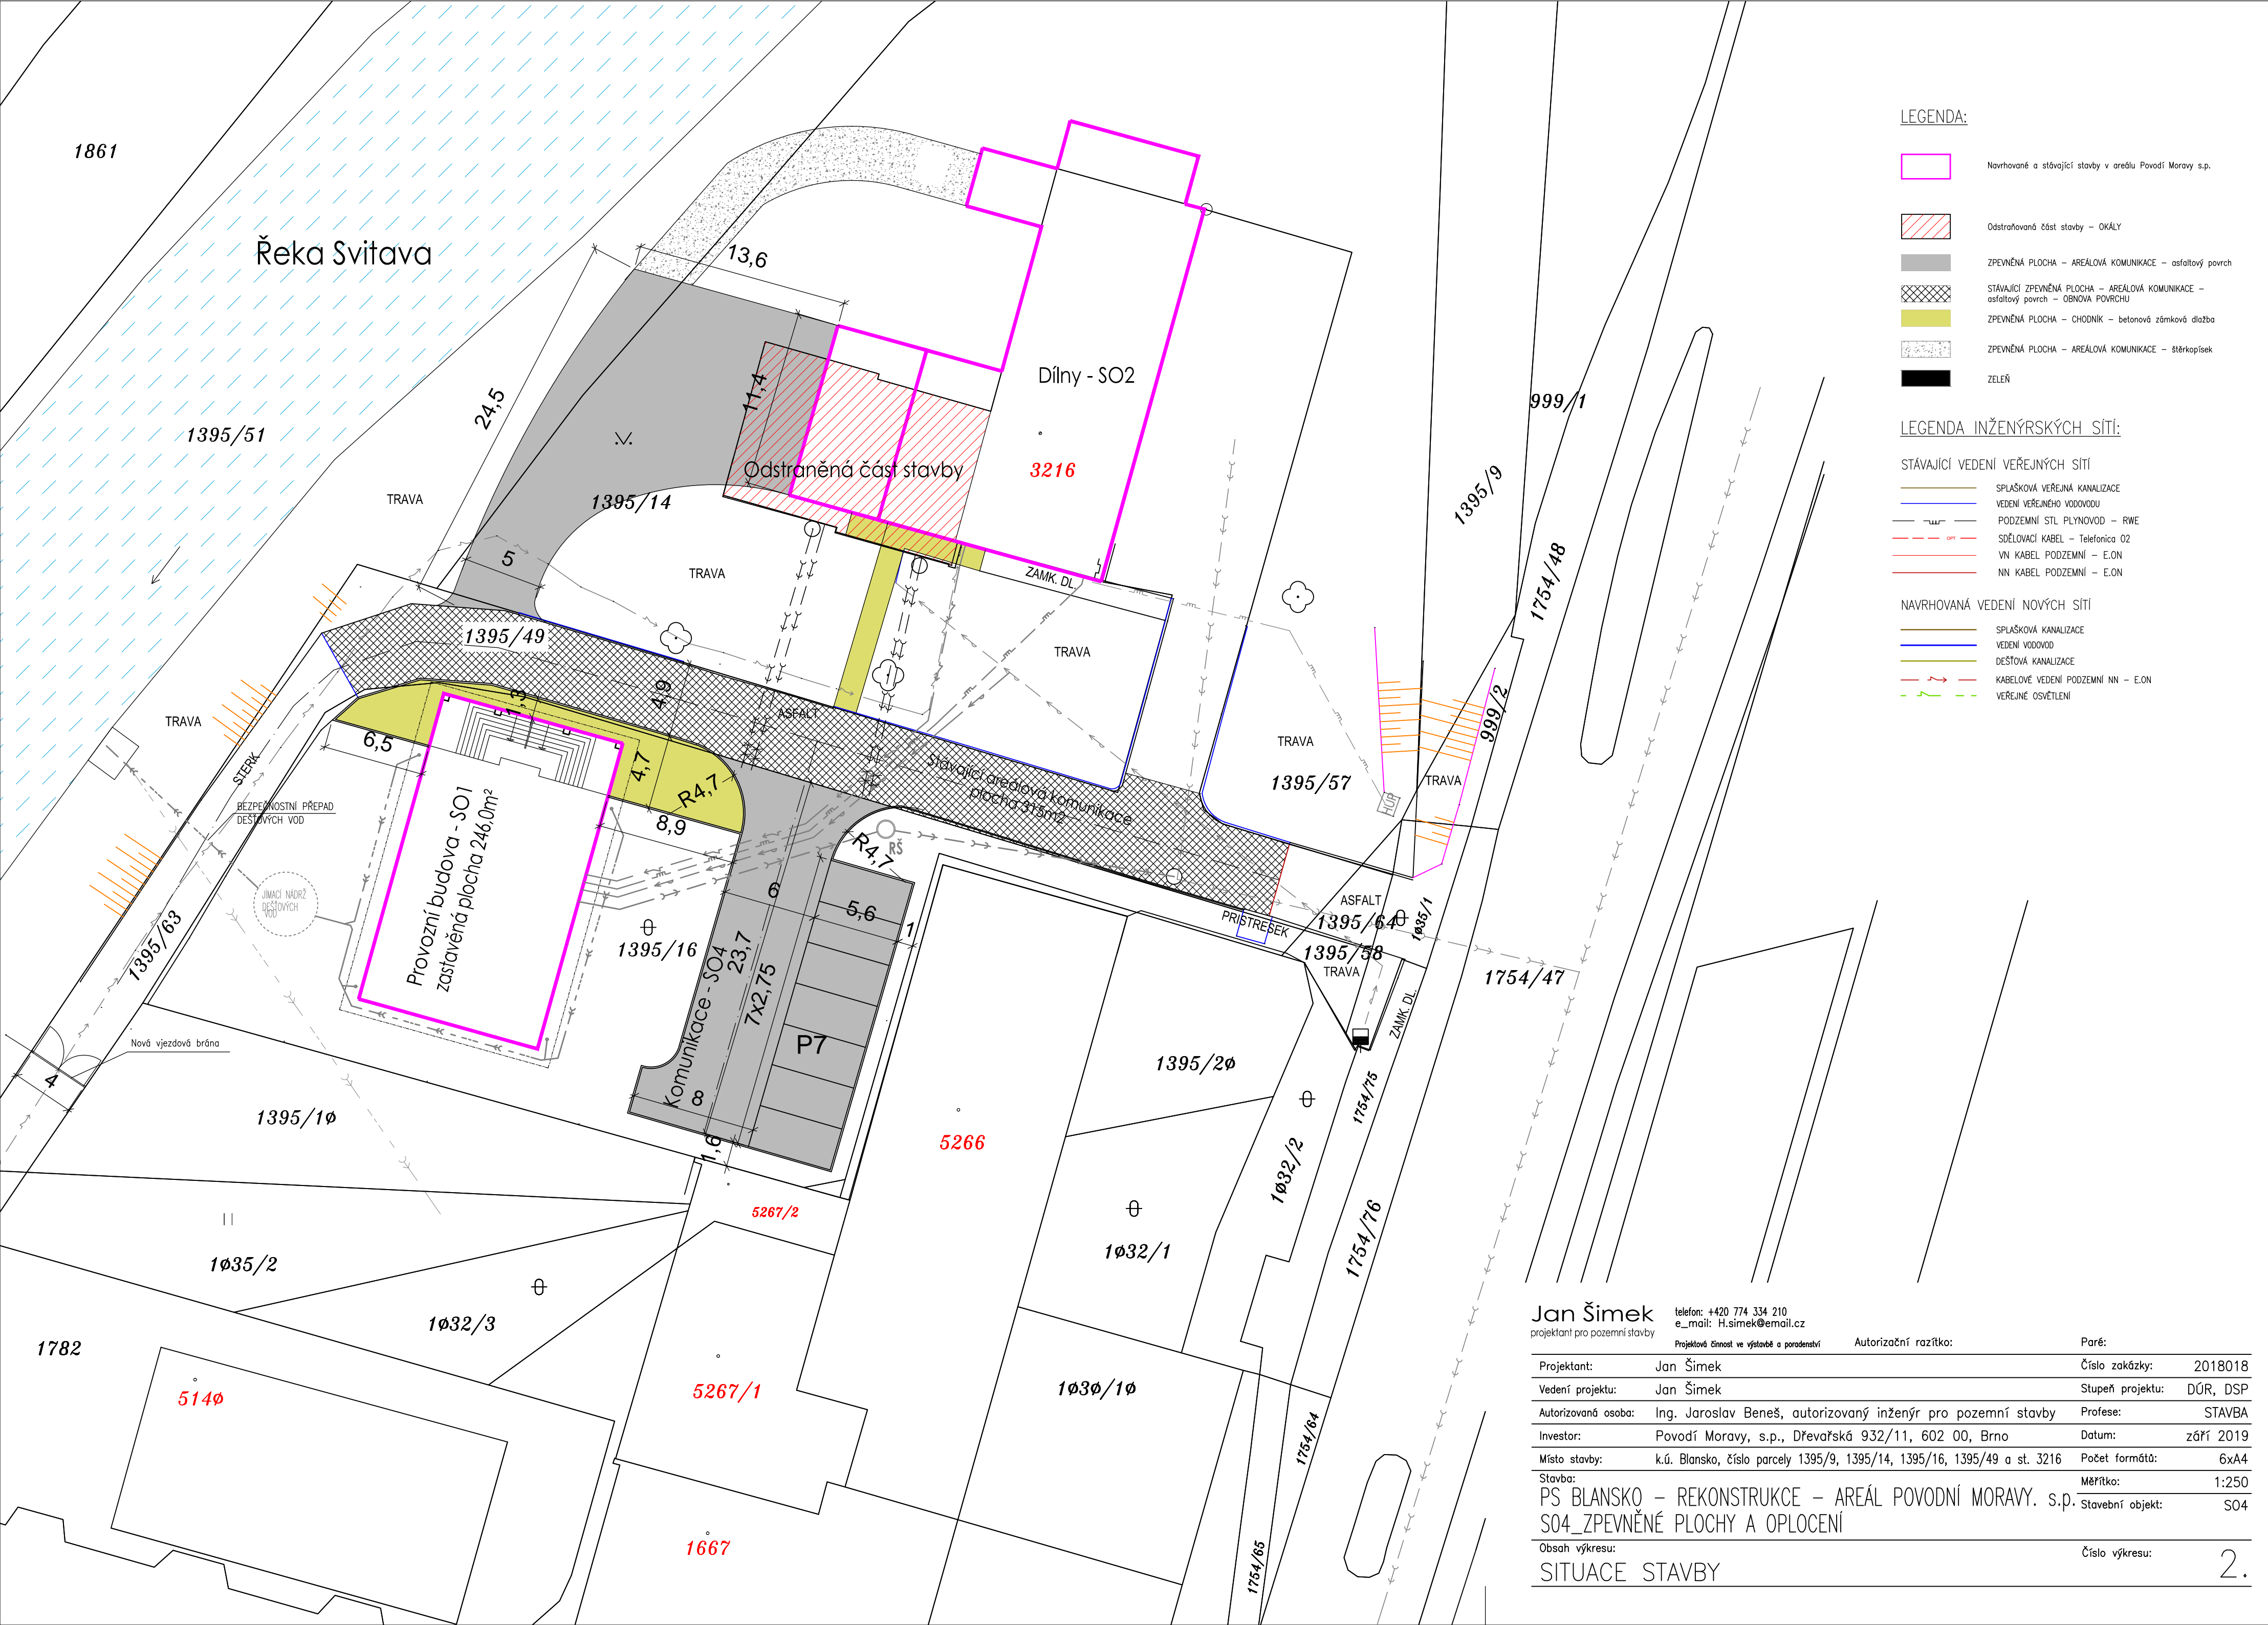 1861
Řeka Svitava
1395/51
TRAVA
24,5
13,6
11,4
Odstraněná část stavby
1395/14
Dílny - SO2
3216
5
TRAVA
ZAMK. DL.
TRAVA
1395/49
4,9
1,3
ASFALT
TRAVA
6,5
4,7
R4,7
8,9
STERK
BEZPEČNOSTNÍ PŘEPAD
DEŠŤOVÝCH VOD
Provozní budova - SO1
zastavěná plocha 246,0m²
Stávající areálová komunikace
plocha 315m2
RŠ
R4,7
JÍMACÍ NÁDRŽ
DEŠŤOVÝCH
VOD
1395/63
1395/16
6
5,6
1
23,7
7x2,75
Komunikace - SO4
P7
8
1,6
Nová vjezdová brána
4
1395/10
1035/2
1032/3
1782
5140
5267/2
5267/1
1667
5266
1395/20
1032/1
1030/10
1032/2
TRAVA
1395/57
HUP
TRAVA
999/1
1395/9
1754/48
999/2
ASFALT
1395/64
PRISTRESEK
1395/58
TRAVA
1035/1
ZAMK. DL.
1754/47
1754/75
1754/76
1754/64
1754/65
LEGENDA:
Navrhované a stávající stavby v areálu Povodí Moravy s.p.
Odstraňovaná část stavby – OKÁLY
ZPEVNĚNÁ PLOCHA – AREÁLOVÁ KOMUNIKACE – asfaltový povrch
STÁVAJÍCÍ ZPEVNĚNÁ PLOCHA – AREÁLOVÁ KOMUNIKACE –
asfaltový povrch – OBNOVA POVRCHU
ZPEVNĚNÁ PLOCHA – CHODNÍK – betonová zámková dlažba
ZPEVNĚNÁ PLOCHA – AREÁLOVÁ KOMUNIKACE – štěrkopísek
ZELEŇ
LEGENDA INŽENÝRSKÝCH SÍTÍ:
STÁVAJÍCÍ VEDENÍ VEŘEJNÝCH SÍTÍ
SPLAŠKOVÁ VEŘEJNÁ KANALIZACE
VEDENÍ VEŘEJNÉHO VODOVODU
PODZEMNÍ STL PLYNOVOD – RWE
SDĚLOVACÍ KABEL – Telefonica O2
VN KABEL PODZEMNÍ – E.ON
NN KABEL PODZEMNÍ – E.ON
NAVRHOVANÁ VEDENÍ NOVÝCH SÍTÍ
SPLAŠKOVÁ KANALIZACE
VEDENÍ VODOVOD
DEŠŤOVÁ KANALIZACE
KABELOVÉ VEDENÍ PODZEMNÍ NN – E.ON
VEŘEJNÉ OSVĚTLENÍ
Jan Šimek
projektant pro pozemní stavby
telefon: +420 774 334 210
e_mail: H.simek@email.cz
Projektová činnost ve výstavbě a poradenství
Autorizační razítko:
Paré:
Projektant: Jan Šimek
Číslo zakázky: 2018018
Vedení projektu: Jan Šimek
Stupeň projektu: DÚR, DSP
Autorizovaná osoba: Ing. Jaroslav Beneš, autorizovaný inženýr pro pozemní stavby
Profese: STAVBA
Investor: Povodí Moravy, s.p., Dřevařská 932/11, 602 00, Brno
Datum: září 2019
Místo stavby: k.ú. Blansko, číslo parcely 1395/9, 1395/14, 1395/16, 1395/49 a st. 3216
Počet formátů: 6xA4
Stavba:
PS BLANSKO – REKONSTRUKCE – AREÁL POVODNÍ MORAVY. s.p.
SO4_ZPEVNĚNÉ PLOCHY A OPLOCENÍ
Měřítko: 1:250
Stavební objekt: SO4
Obsah výkresu:
SITUACE STAVBY
Číslo výkresu: 2.